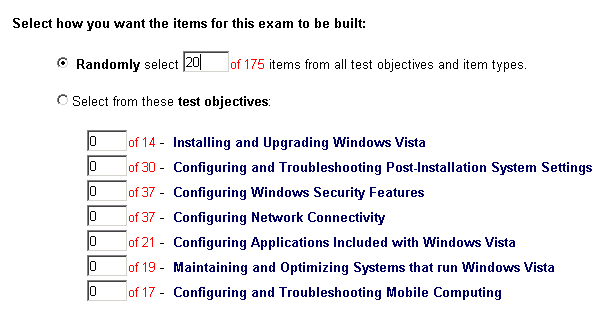 Select how you want the items for this exam to be built:
Randomly select 20 of 175 items from all test objectives and item types.
Select from these test objectives:
0 of 14 - Installing and Upgrading Windows Vista
0 of 30 - Configuring and Troubleshooting Post-Installation System Settings
0 of 37 - Configuring Windows Security Features
0 of 37 - Configuring Network Connectivity
0 of 21 - Configuring Applications Included with Windows Vista
0 of 19 - Maintaining and Optimizing Systems that run Windows Vista
0 of 17 - Configuring and Troubleshooting Mobile Computing